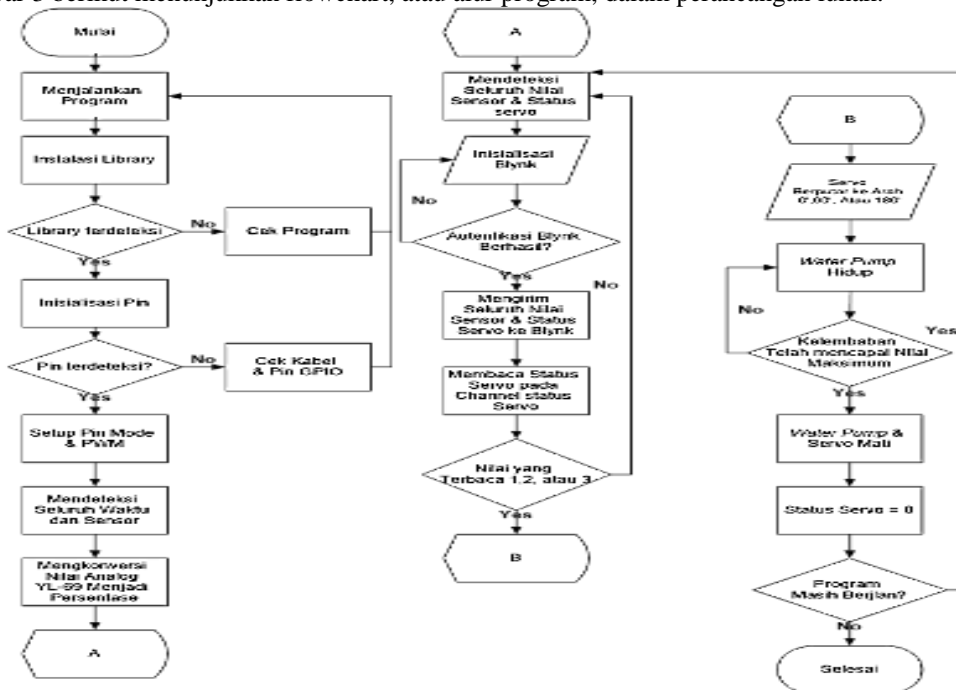 Mulai
Menjalankan
Program
Instalasi Library
Library terdeteksi
No
Cek Program
Yes
Inisialisasi Pin
Pin terdeteksi?
No
Cek Kabel
& Pin GPIO
Yes
Setup Pin Mode
& PWM
Mendeteksi
Seluruh Waktu
dan Sensor
Mengkonversi
Nilai Analog
YL-69 Menjadi
Persentase
A
A
Mendeteksi
Seluruh Nilai
Sensor & Status
servo
Inisialisasi
Blynk
No
Autentikasi Blynk
Berhasil?
Yes
No
Mengirim
Seluruh Nilai
Sensor & Status
Servo ke Blynk
Membaca Status
Servo pada
Channel status
Servo
Nilai yang
Terbaca 1,2, atau 3
Yes
B
B
Servo
Berputar ke Arah
Atau 180
Water Pump
Hidup
No
Yes
Kelembaban
Telah mencapai Nilai
Maksimum
Yes
Water Pump &
Servo Mati
Status Servo = 0
Program
Masih Berjlan?
No
Selesai